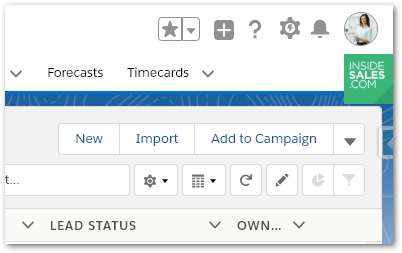 Forecasts Timecards
INSIDE
SALES
.COM
New Import Add to Campaign
t...
LEAD STATUS OWN...